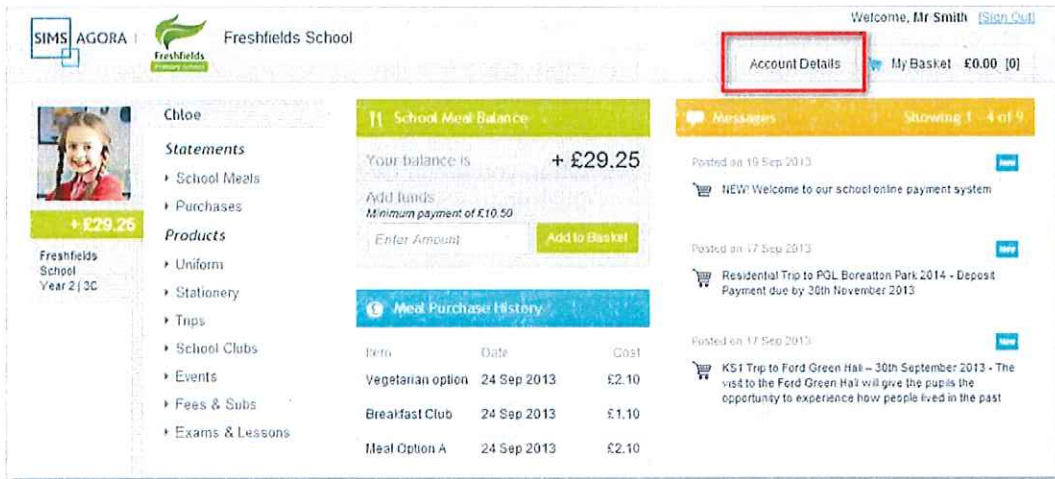 Welcome, Mr Smith [Sign Out]
SIMS AGORA
Freshfields
Primary School
Freshfields School
Account Details
My Basket £0.00 [0]
+ £29.25
Freshfields
School
Year 2 | 3C
Chloe
Statements
School Meals
Purchases
Products
Uniform
Stationery
Trips
School Clubs
Events
Fees & Subs
Exams & Lessons
School Meal Balance
Your balance is + £29.25
Add funds
Minimum payment of £10.50
Enter Amount Add to Basket
Meal Purchase History
Item Date Cost
Vegetarian option 24 Sep 2013 £2.10
Breakfast Club 24 Sep 2013 £1.10
Meal Option A 24 Sep 2013 £2.10
Messages Showing 1 - 4 of 9
Posted on 19 Sep 2013 New
NEW! Welcome to our school online payment system
Posted on 17 Sep 2013 New
Residential Trip to PGL Boreatton Park 2014 - Deposit
Payment due by 30th November 2013
Posted on 17 Sep 2013 New
KS1 Trip to Ford Green Hall – 30th September 2013 - The
visit to the Ford Green Hall will give the pupils the
opportunity to experience how people lived in the past